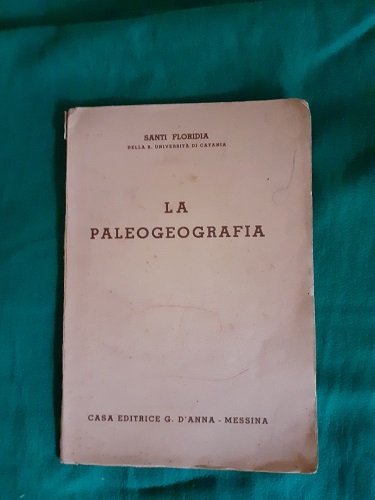 SANTI FLORIDIA
DELLA R. UNIVERSITÀ DI CATANIA
LA
PALEOGEOGRAFIA
CASA EDITRICE G. D'ANNA - MESSINA